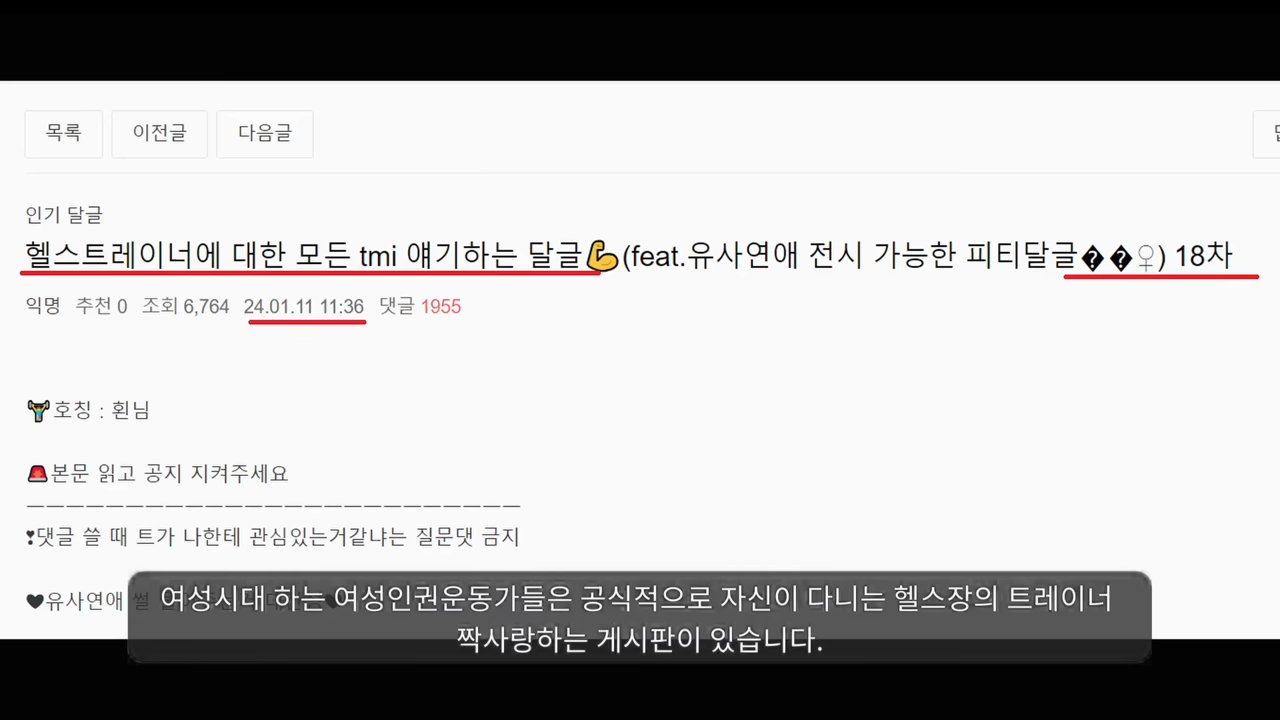 목록 이전글 다음글
인기 달글
헬스트레이너에 대한 모든 tmi 얘기하는 달글💪(feat.유사연애 전시 가능한 피티달글��♀) 18차
익명 추천 0 조회 6,764 24.01.11 11:36 댓글 1955
🏋호칭 : 횐님
🚨본문 읽고 공지 지켜주세요
—————————————————————————
❣댓글 쓸 때 트가 나한테 관심있는거같냐는 질문댓 금지
♥유사연애 썰
여성시대 하는 여성인권운동가들은 공식적으로 자신이 다니는 헬스장의 트레이너
짝사랑하는 게시판이 있습니다.